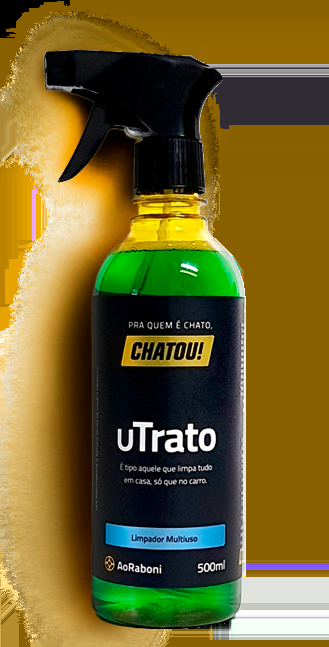 PRA QUEM É CHATO,
CHATOU!
uTrato
É tipo aquele que limpa tudo
em casa, só que no carro.
Limpador Multiuso
AoRaboni 500ml